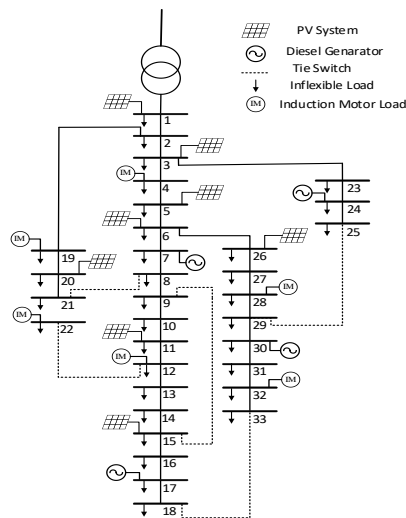 PV System
Diesel Genarator
Tie Switch
Inflexible Load
IM Induction Motor Load
1
2
3
IM 4
5
6
7
8
9
10
11
IM 12
13
14
15
16
17
18
IM 19
20
21
IM 22
23
24
25
26
27
28 IM
29
30
31
32 IM
33